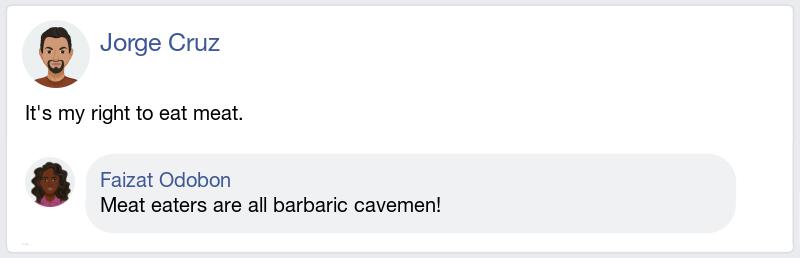 Jorge Cruz
It's my right to eat meat.
Faizat Odobon
Meat eaters are all barbaric cavemen!